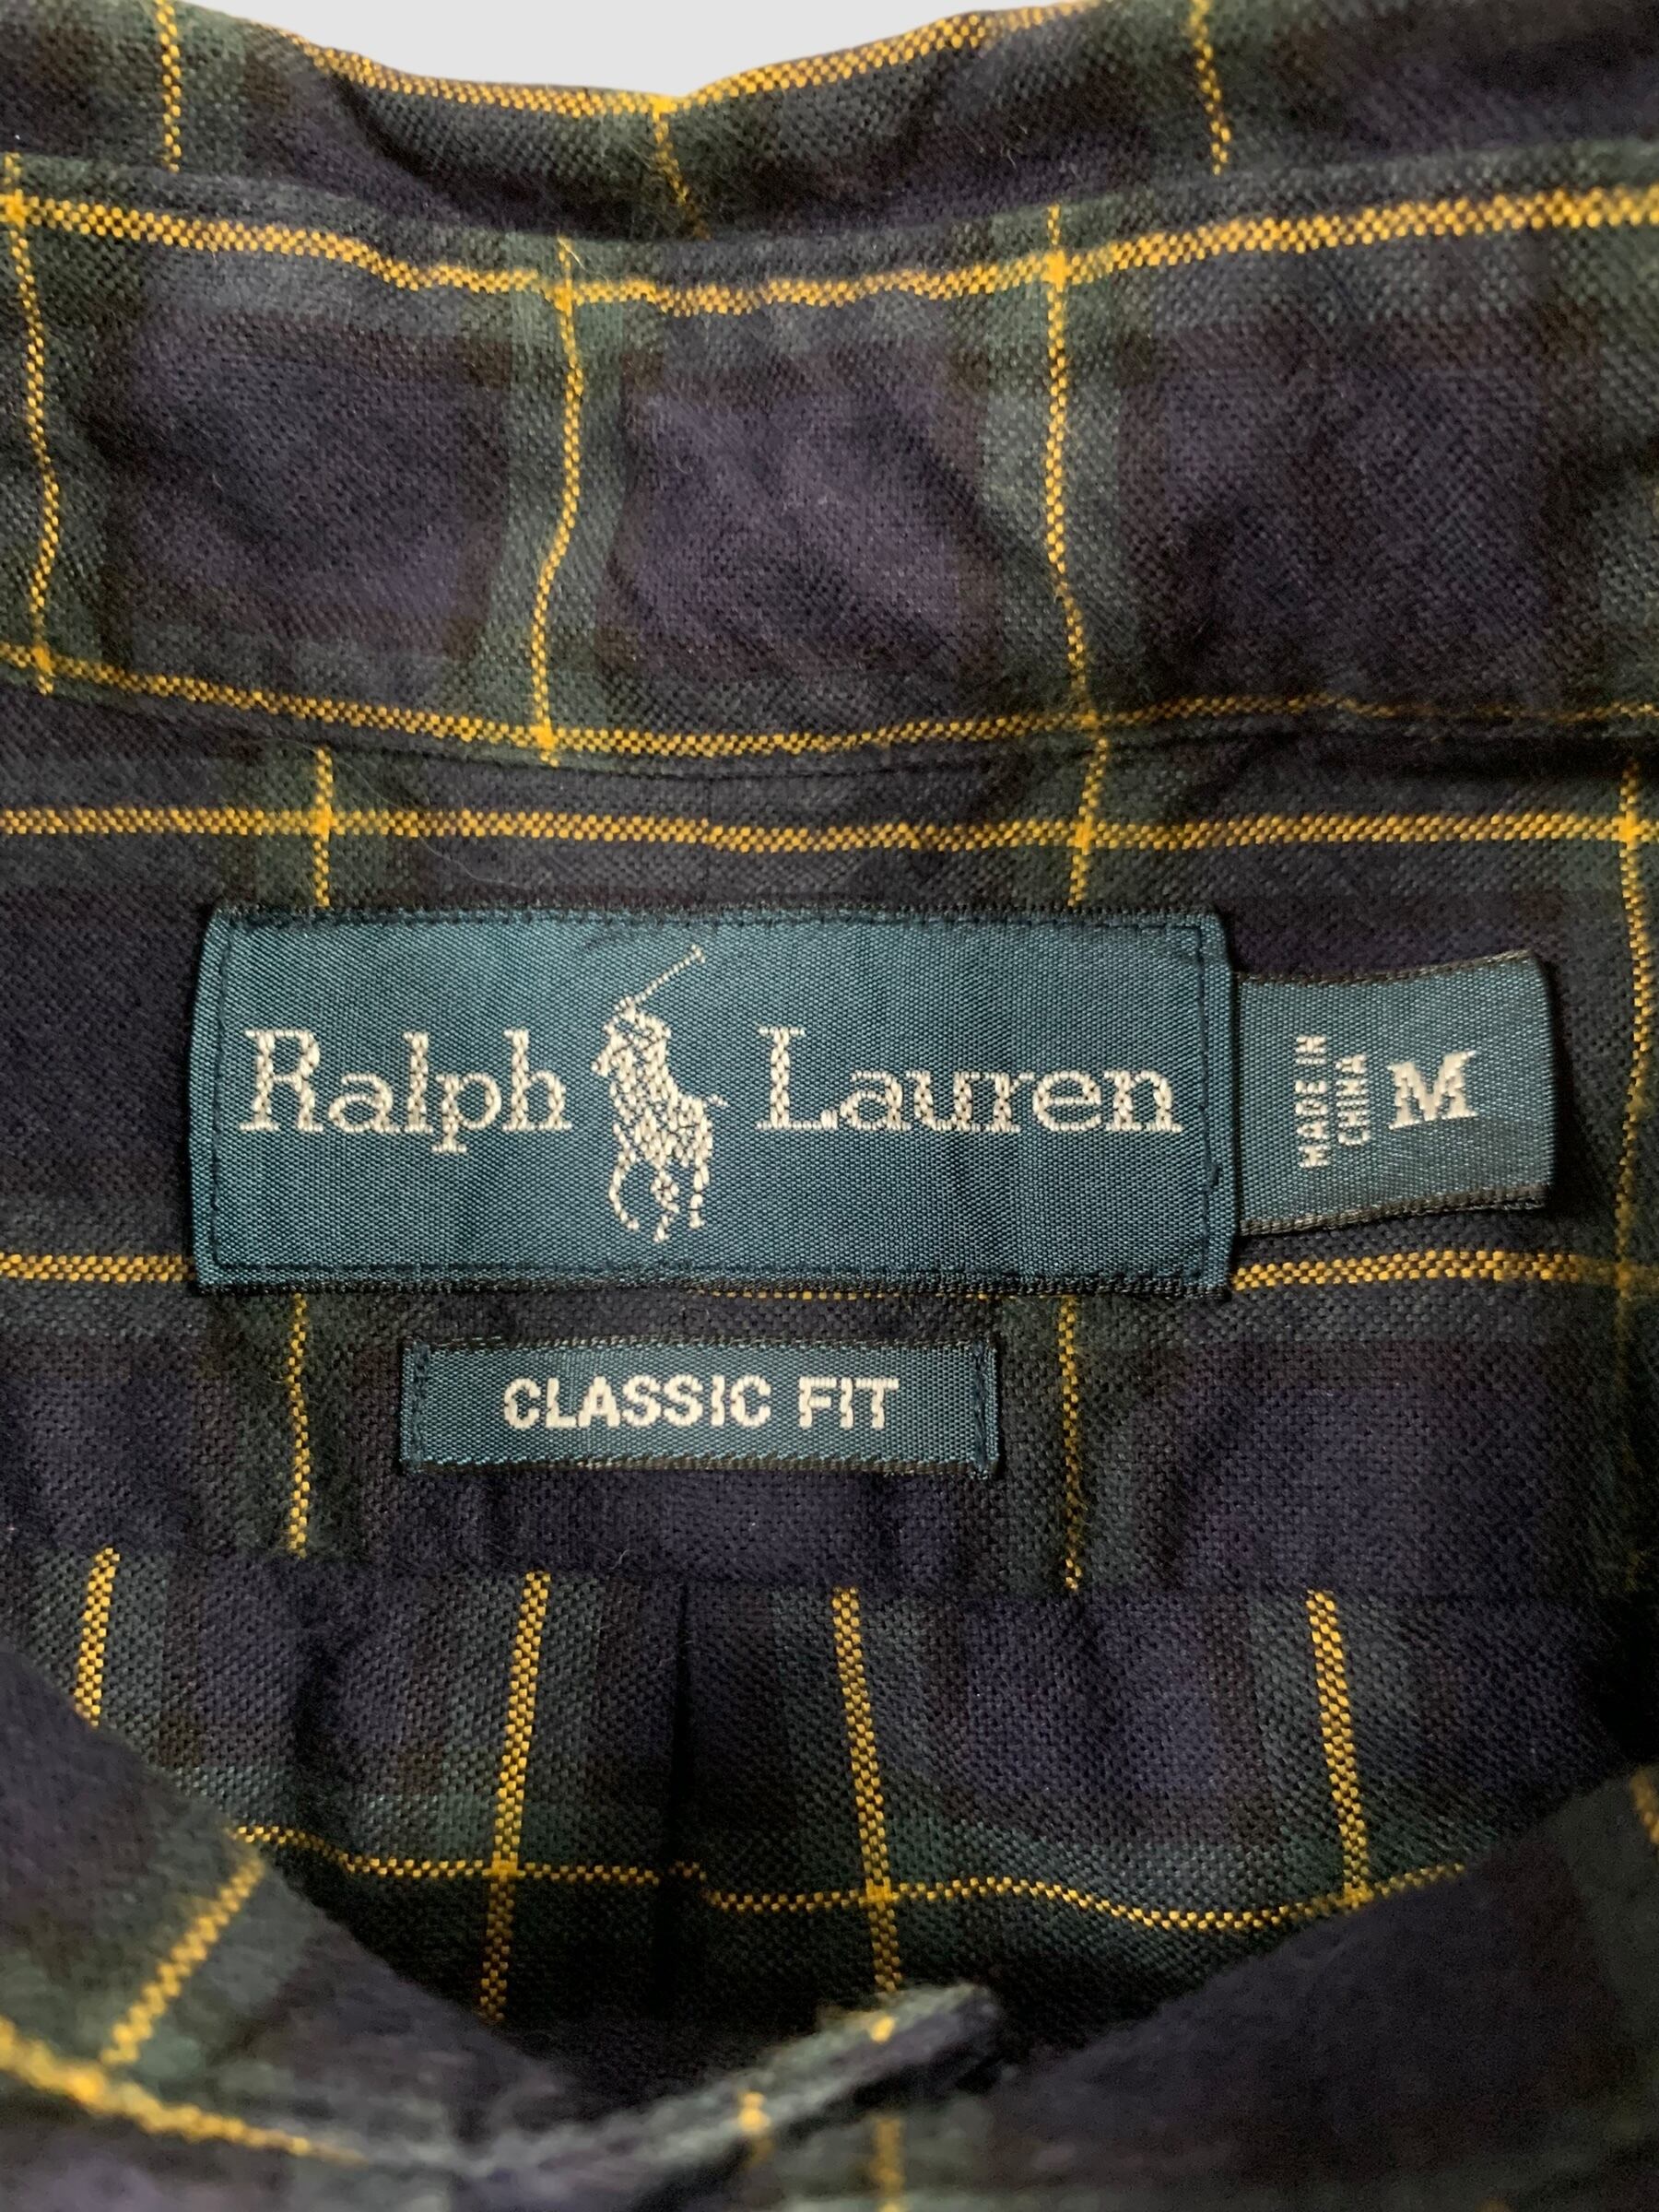 Ralph Lauren
MADE IN
CHINA
M
CLASSIC FIT